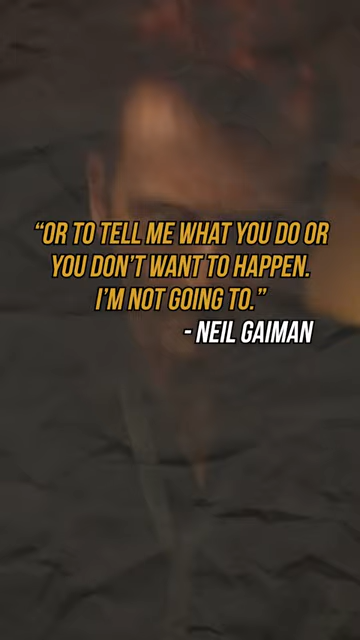 “OR TO TELL ME WHAT YOU DO OR
YOU DON’T WANT TO HAPPEN.
I’M NOT GOING TO.”
- NEIL GAIMAN